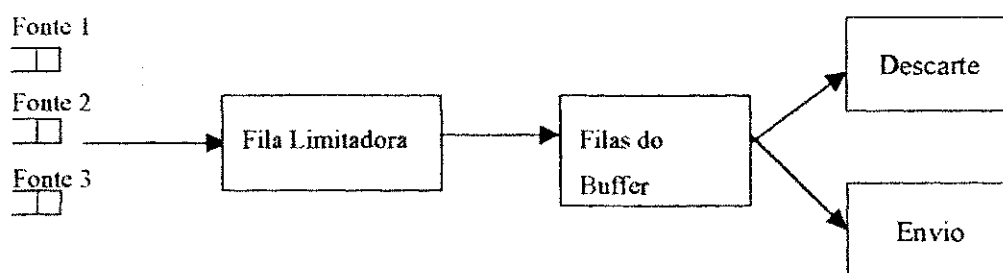 Fonte 1
Fonte 2
Fonte 3
Fila Limitadora
Filas do
Buffer
Descarte
Envio